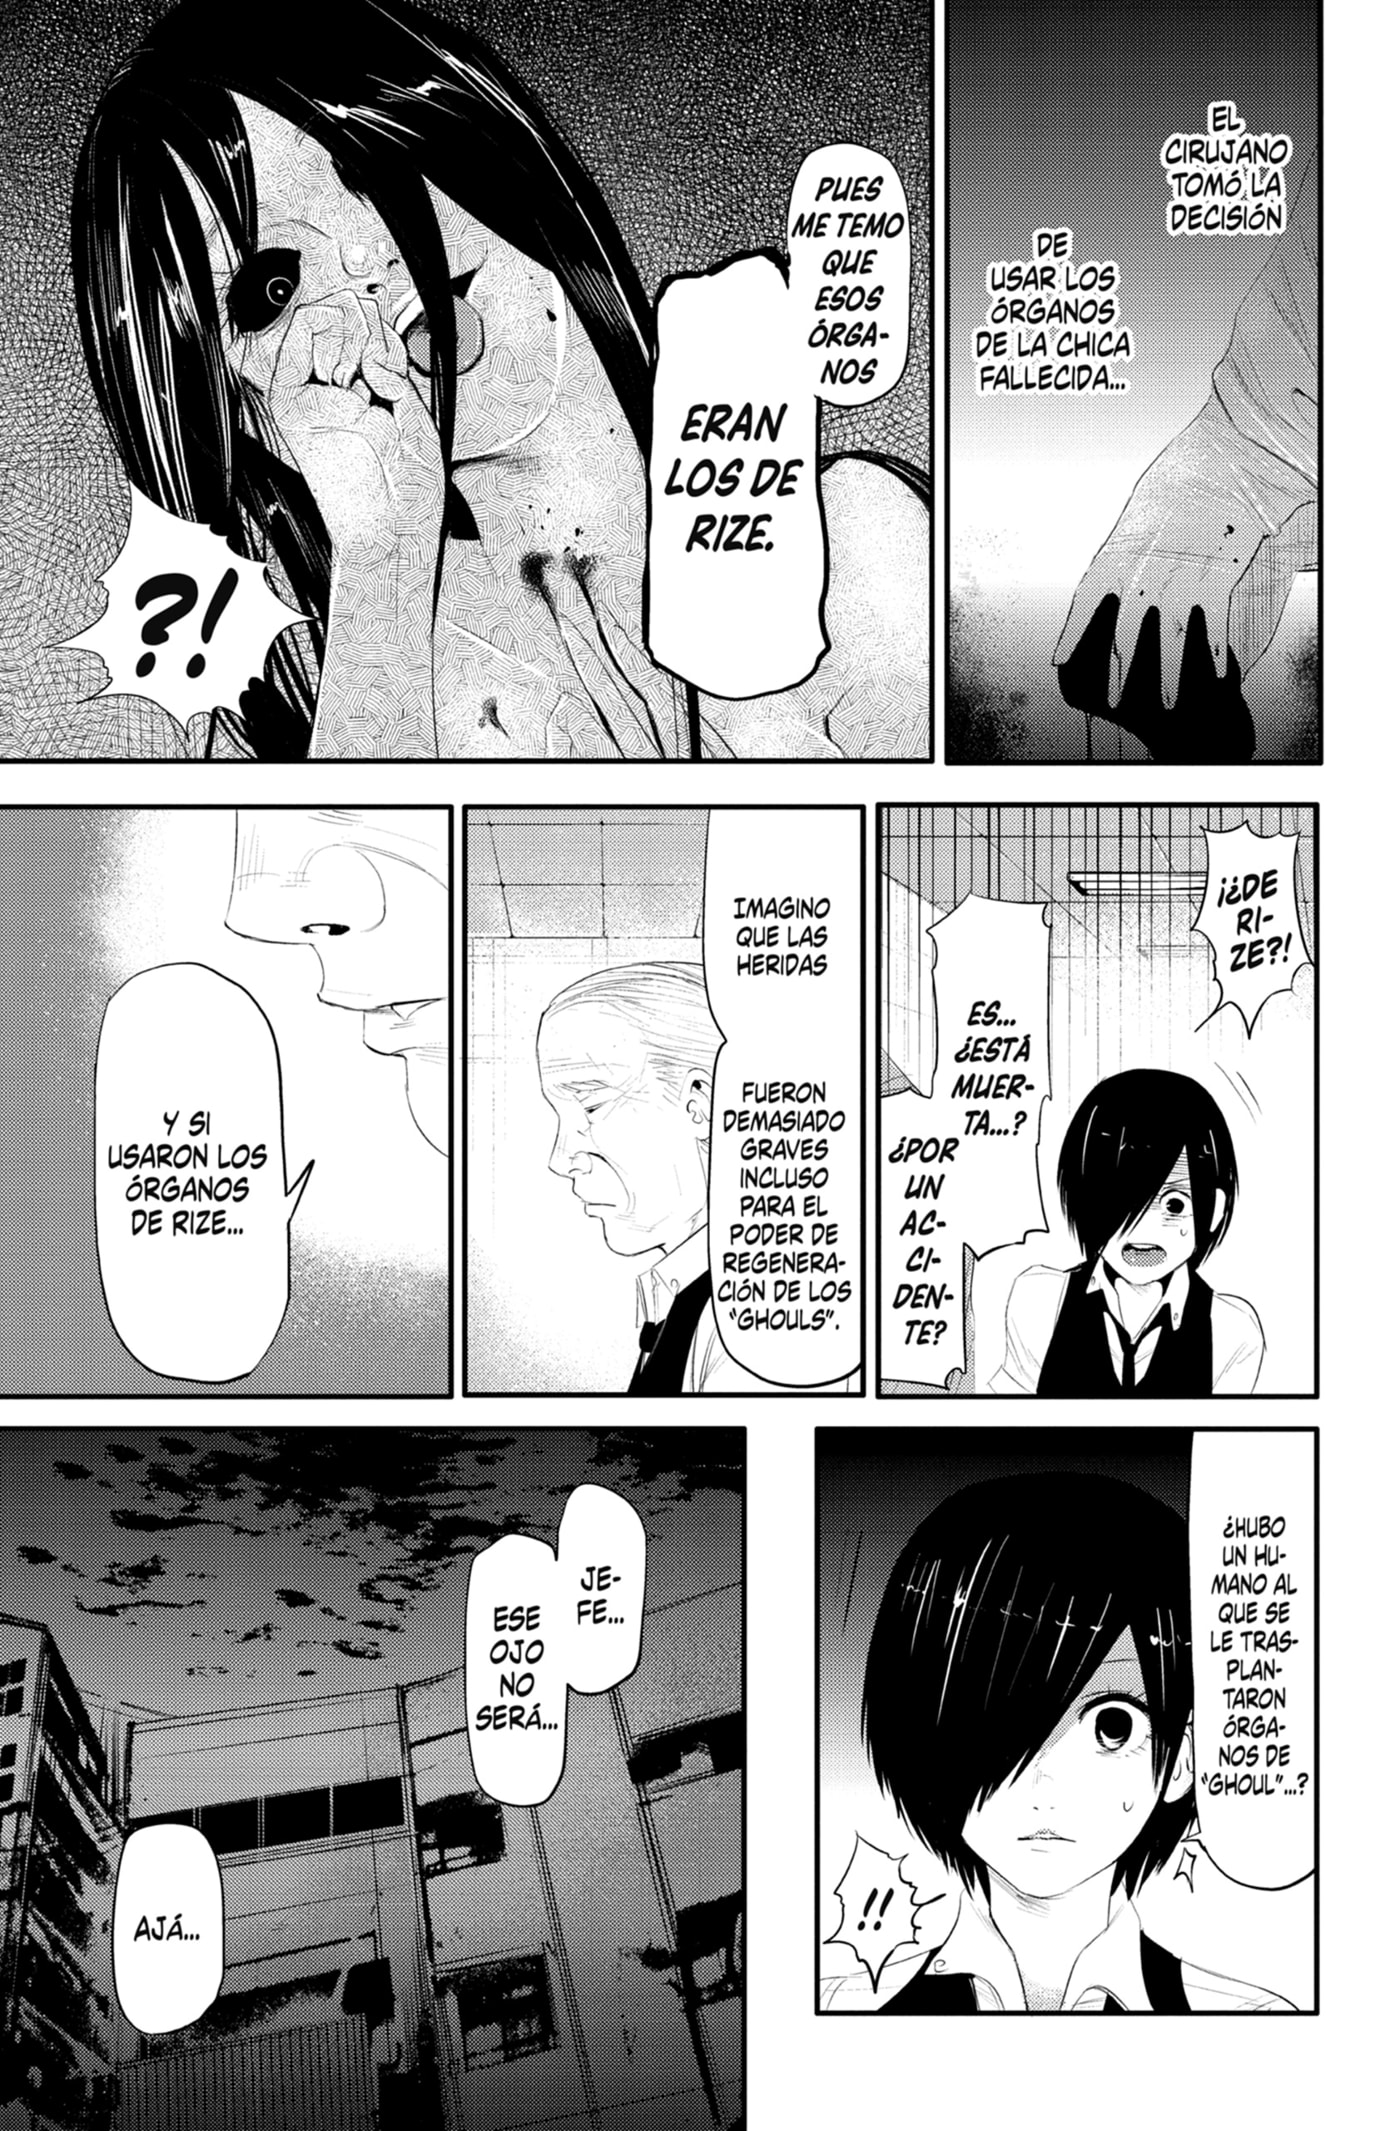 EL
CIRUJANO
TOMÓ LA
DECISIÓN
DE
USAR LOS
ÓRGANOS
DE LA CHICA
FALLECIDA...
PUES
ME TEMO
QUE
ESOS
ÓRGA-
NOS
ERAN
LOS DE
RIZE.
?!
¡¿DE
RI-
ZE?!
ES...
¿ESTÁ
MUER-
TA...?
¿POR
UN
AC-
CI-
DEN-
TE?
IMAGINO
QUE LAS
HERIDAS
FUERON
DEMASIADO
GRAVES
INCLUSO
PARA EL
PODER DE
REGENERA-
CIÓN DE LOS
"GHOULS".
Y SI
USARON LOS
ÓRGANOS
DE RIZE...
¿HUBO
UN HU-
MANO AL
QUE SE
LE TRAS-
PLAN-
TARON
ÓRGA-
NOS DE
"GHOUL"...?
!!
JE-
FE...
ESE
OJO
NO
SERÁ...
AJÁ...